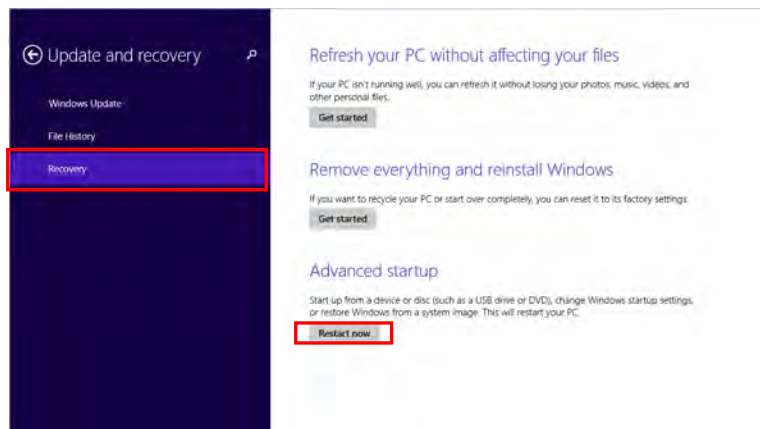 Update and recovery
Windows Update
File History
Recovery
Refresh your PC without affecting your files
If your PC isn't running well, you can refresh it without losing your photos, music, videos, and
other personal files.
Get started
Remove everything and reinstall Windows
If you want to recycle your PC or start over completely, you can reset it to its factory settings.
Get started
Advanced startup
Start up from a device or disc (such as a USB drive or DVD), change Windows startup settings,
or restore Windows from a system image. This will restart your PC.
Restart now